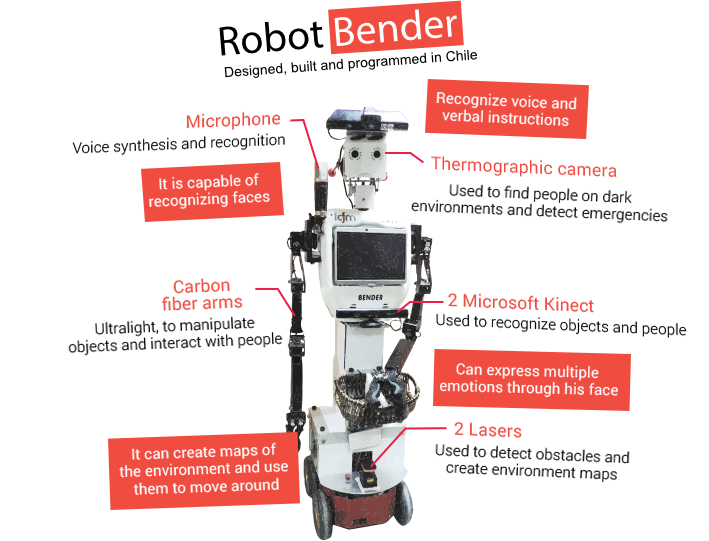 Robot Bender
Designed, built and programmed in Chile
Microphone
Voice synthesis and recognition
Recognize voice and
verbal instructions
It is capable of
recognizing faces
Thermographic camera
Used to find people on dark
environments and detect emergencies
BENDER
Carbon
fiber arms
Ultralight, to manipulate
objects and interact with people
2 Microsoft Kinect
Used to recognize objects and people
Can express multiple
emotions through his face
It can create maps of
the environment and use
them to move around
2 Lasers
Used to detect obstacles and
create environment maps